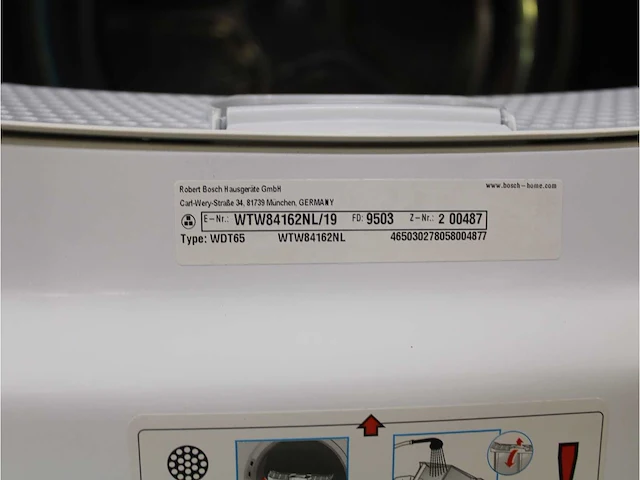 Robert Bosch Hausgeräte GmbH
www.bosch-home.com
Carl-Wery-Straße 34, 81739 München, GERMANY
E-Nr.: WTW84162NL/19 FD: 9503 Z-Nr.: 2 00487
Type: WDT65 WTW84162NL 465030278058004877